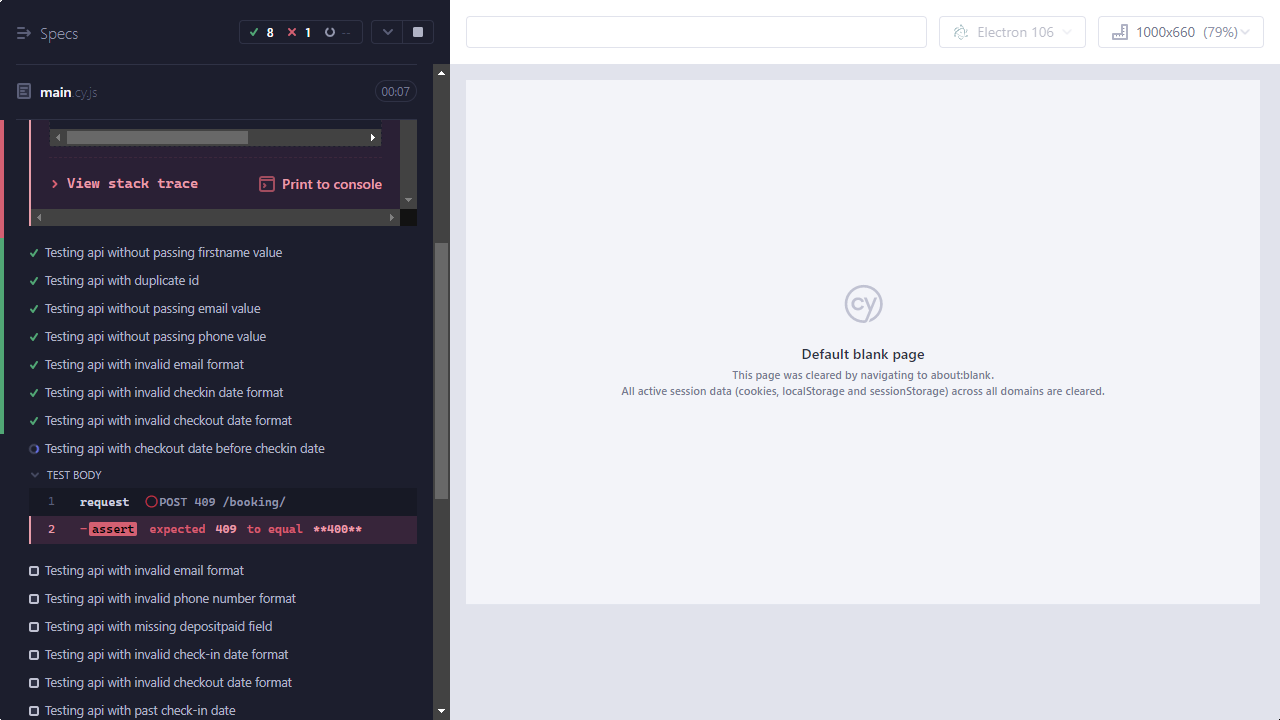 Specs
8 1 --
Electron 106
1000x660 (79%)
main.cy.js
00:07
View stack trace
Print to console
Testing api without passing firstname value
Testing api with duplicate id
Testing api without passing email value
Testing api without passing phone value
Testing api with invalid email format
Testing api with invalid checkin date format
Testing api with invalid checkout date format
Testing api with checkout date before checkin date
TEST BODY
1 request POST 409 /booking/
2 -assert expected 409 to equal **400**
Testing api with invalid email format
Testing api with invalid phone number format
Testing api with missing depositpaid field
Testing api with invalid check-in date format
Testing api with invalid checkout date format
Testing api with past check-in date
cy
Default blank page
This page was cleared by navigating to about:blank.
All active session data (cookies, localStorage and sessionStorage) across all domains are cleared.